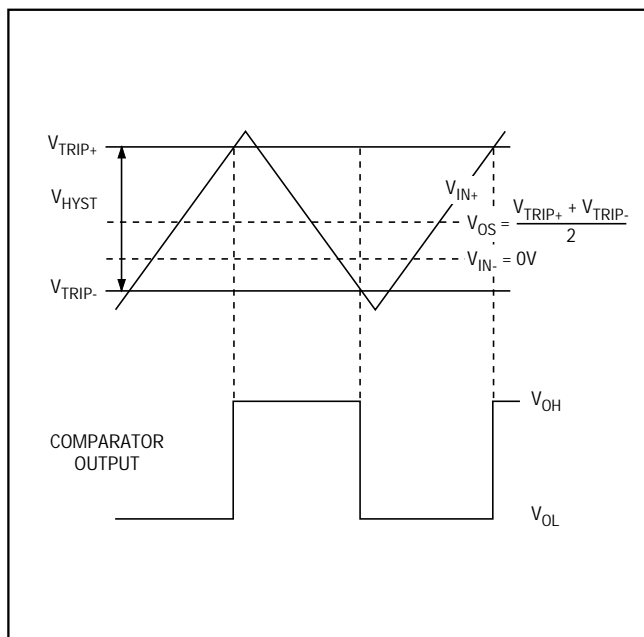 V_TRIP+
V_HYST
V_IN+
V_OS = (V_TRIP+ + V_TRIP-) / 2
V_IN- = 0V
V_TRIP-
V_OH
COMPARATOR
OUTPUT
V_OL